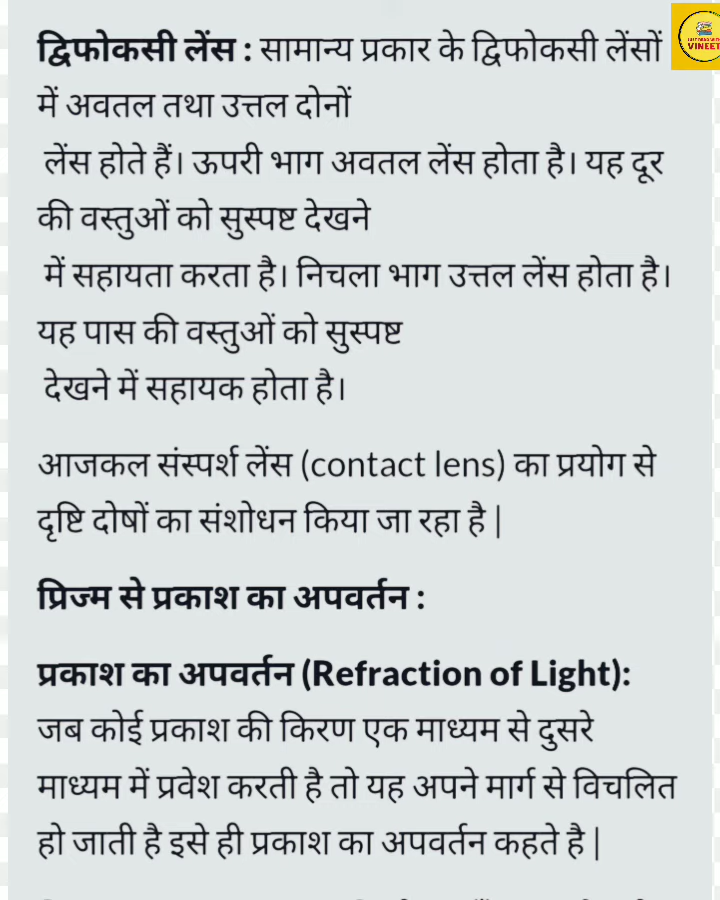 द्विफोकसी लेंस : सामान्य प्रकार के द्विफोकसी लेंसों
में अवतल तथा उत्तल दोनों
लेंस होते हैं। ऊपरी भाग अवतल लेंस होता है। यह दूर
की वस्तुओं को सुस्पष्ट देखने
में सहायता करता है। निचला भाग उत्तल लेंस होता है।
यह पास की वस्तुओं को सुस्पष्ट
देखने में सहायक होता है।
आजकल संस्पर्श लेंस (contact lens) का प्रयोग से
दृष्टि दोषों का संशोधन किया जा रहा है |
प्रिज्म से प्रकाश का अपवर्तन :
प्रकाश का अपवर्तन (Refraction of Light):
जब कोई प्रकाश की किरण एक माध्यम से दुसरे
माध्यम में प्रवेश करती है तो यह अपने मार्ग से विचलित
हो जाती है इसे ही प्रकाश का अपवर्तन कहते है |
VINEET